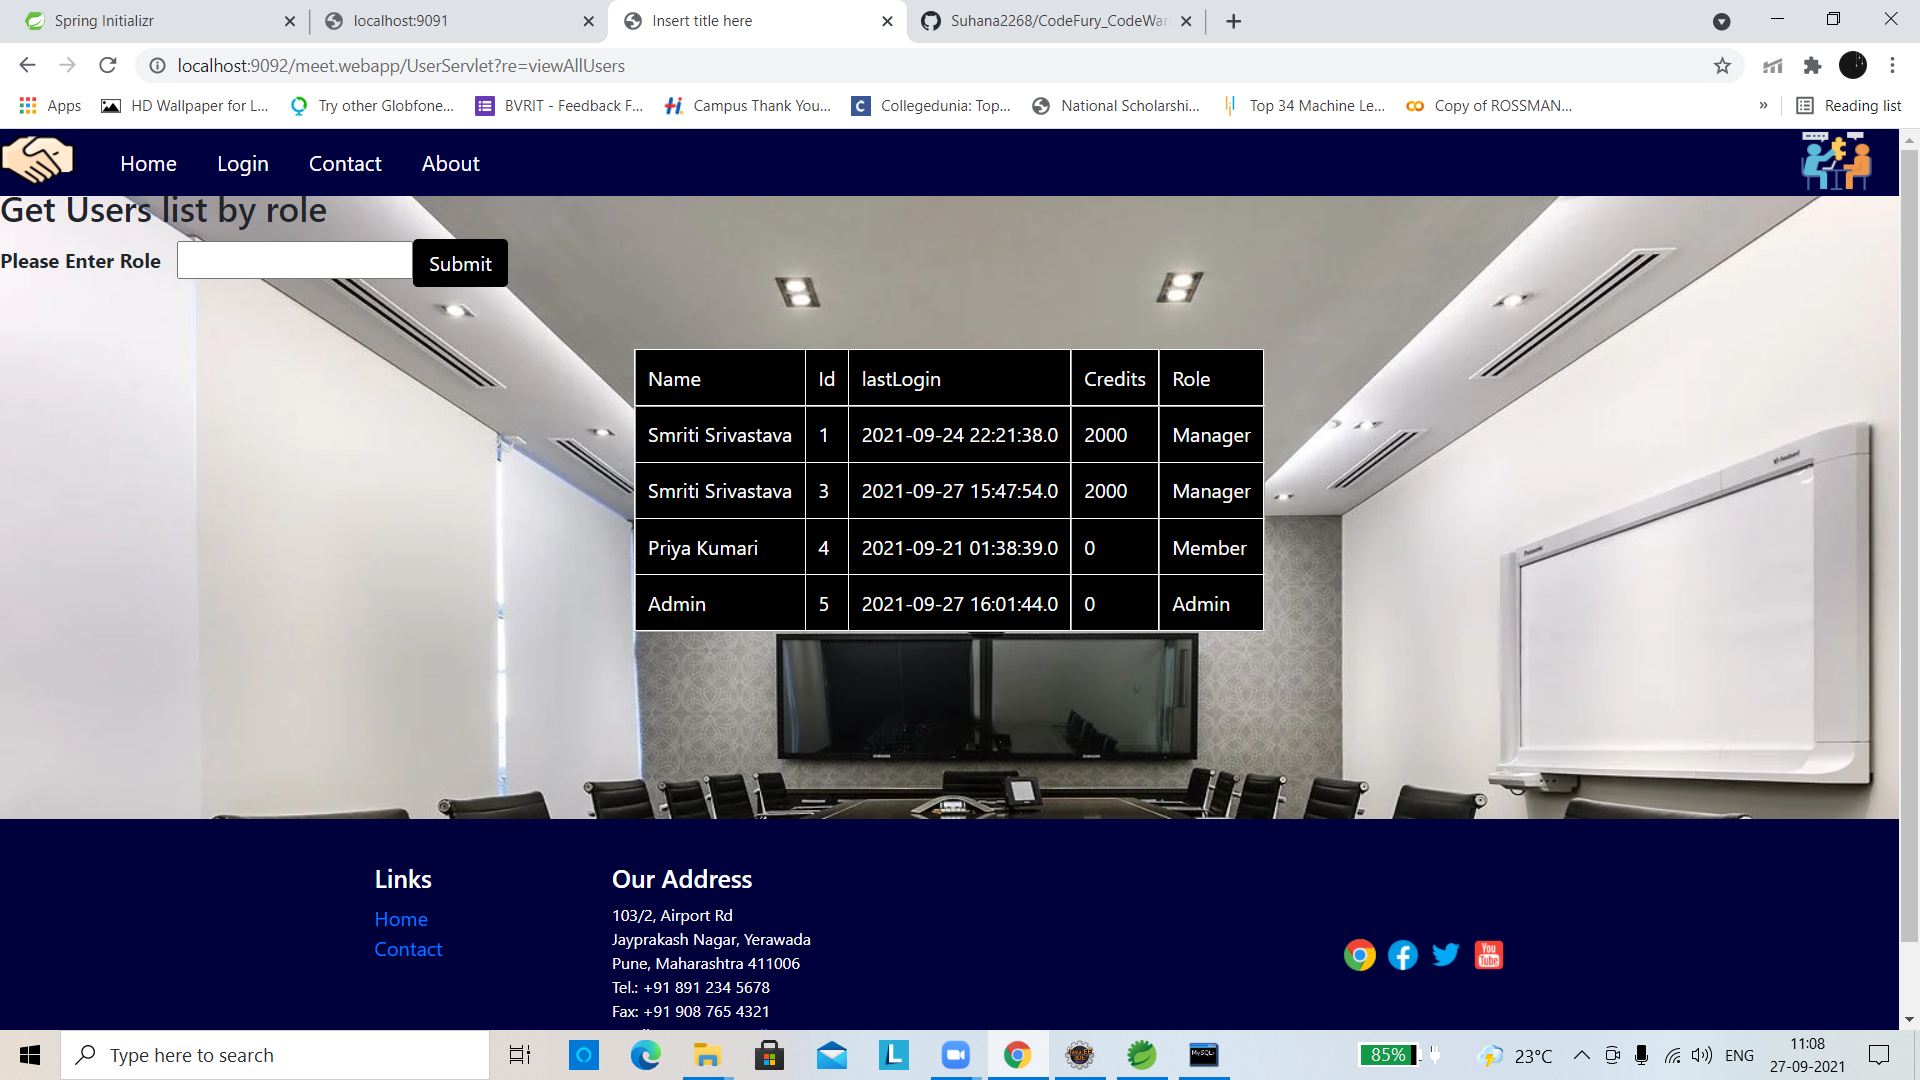 Spring Initializr
localhost:9091
Insert title here
Suhana2268/CodeFury_CodeWar
localhost:9092/meet.webapp/UserServlet?re=viewAllUsers
Apps
HD Wallpaper for L...
Try other Globfone...
BVRIT - Feedback F...
Campus Thank You...
Collegedunia: Top...
National Scholarshi...
Top 34 Machine Le...
Copy of ROSSMAN...
»
Reading list
Home Login Contact About
Get Users list by role
Please Enter Role Submit
Name Id lastLogin Credits Role
Smriti Srivastava 1 2021-09-24 22:21:38.0 2000 Manager
Smriti Srivastava 3 2021-09-27 15:47:54.0 2000 Manager
Priya Kumari 4 2021-09-21 01:38:39.0 0 Member
Admin 5 2021-09-27 16:01:44.0 0 Admin
Links
Home
Contact
Our Address
103/2, Airport Rd
Jayprakash Nagar, Yerawada
Pune, Maharashtra 411006
Tel.: +91 891 234 5678
Fax: +91 908 765 4321
You
Tube
Type here to search
85%
23°C
ENG
11:08
27-09-2021